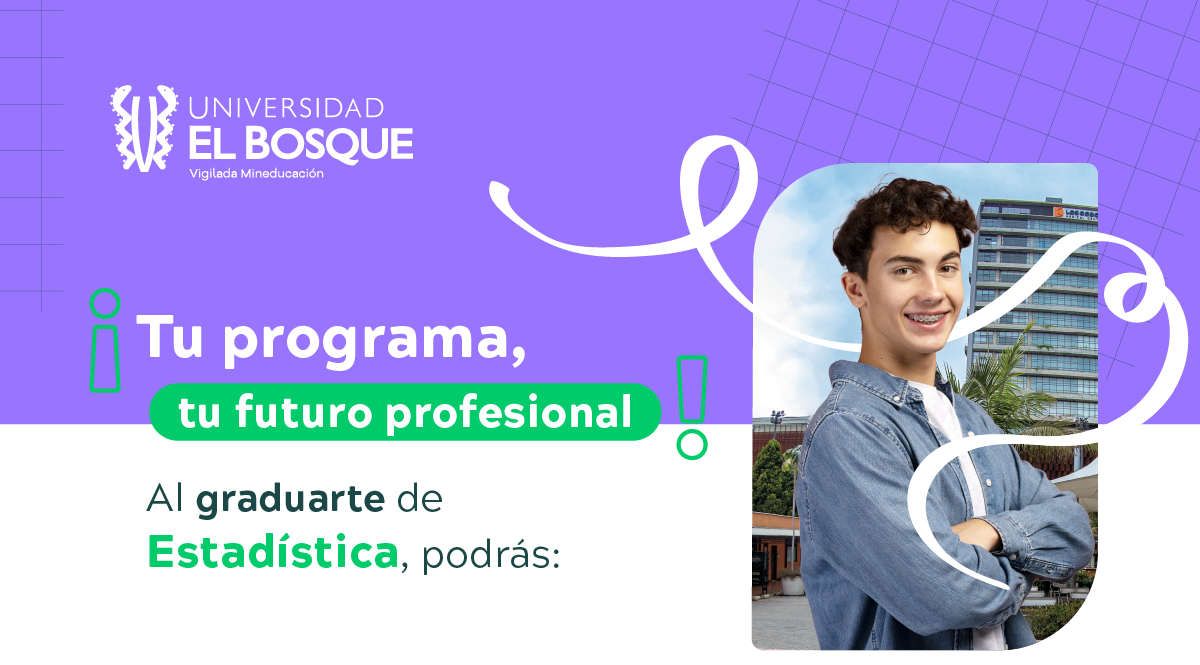 UNIVERSIDAD
EL BOSQUE
Vigilada Mineducación
¡Tu programa,
tu futuro profesional!
Al graduarte de
Estadística, podrás: